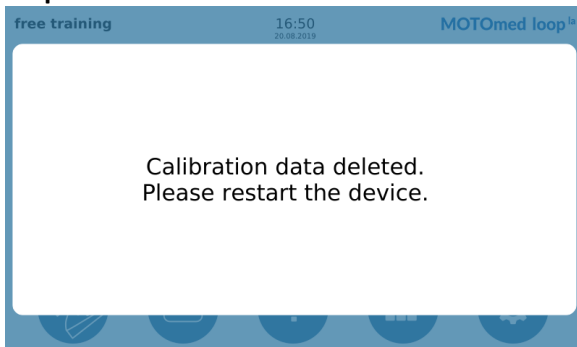 free training
16:50
20.08.2019
MOTOmed loop la
Calibration data deleted.
Please restart the device.